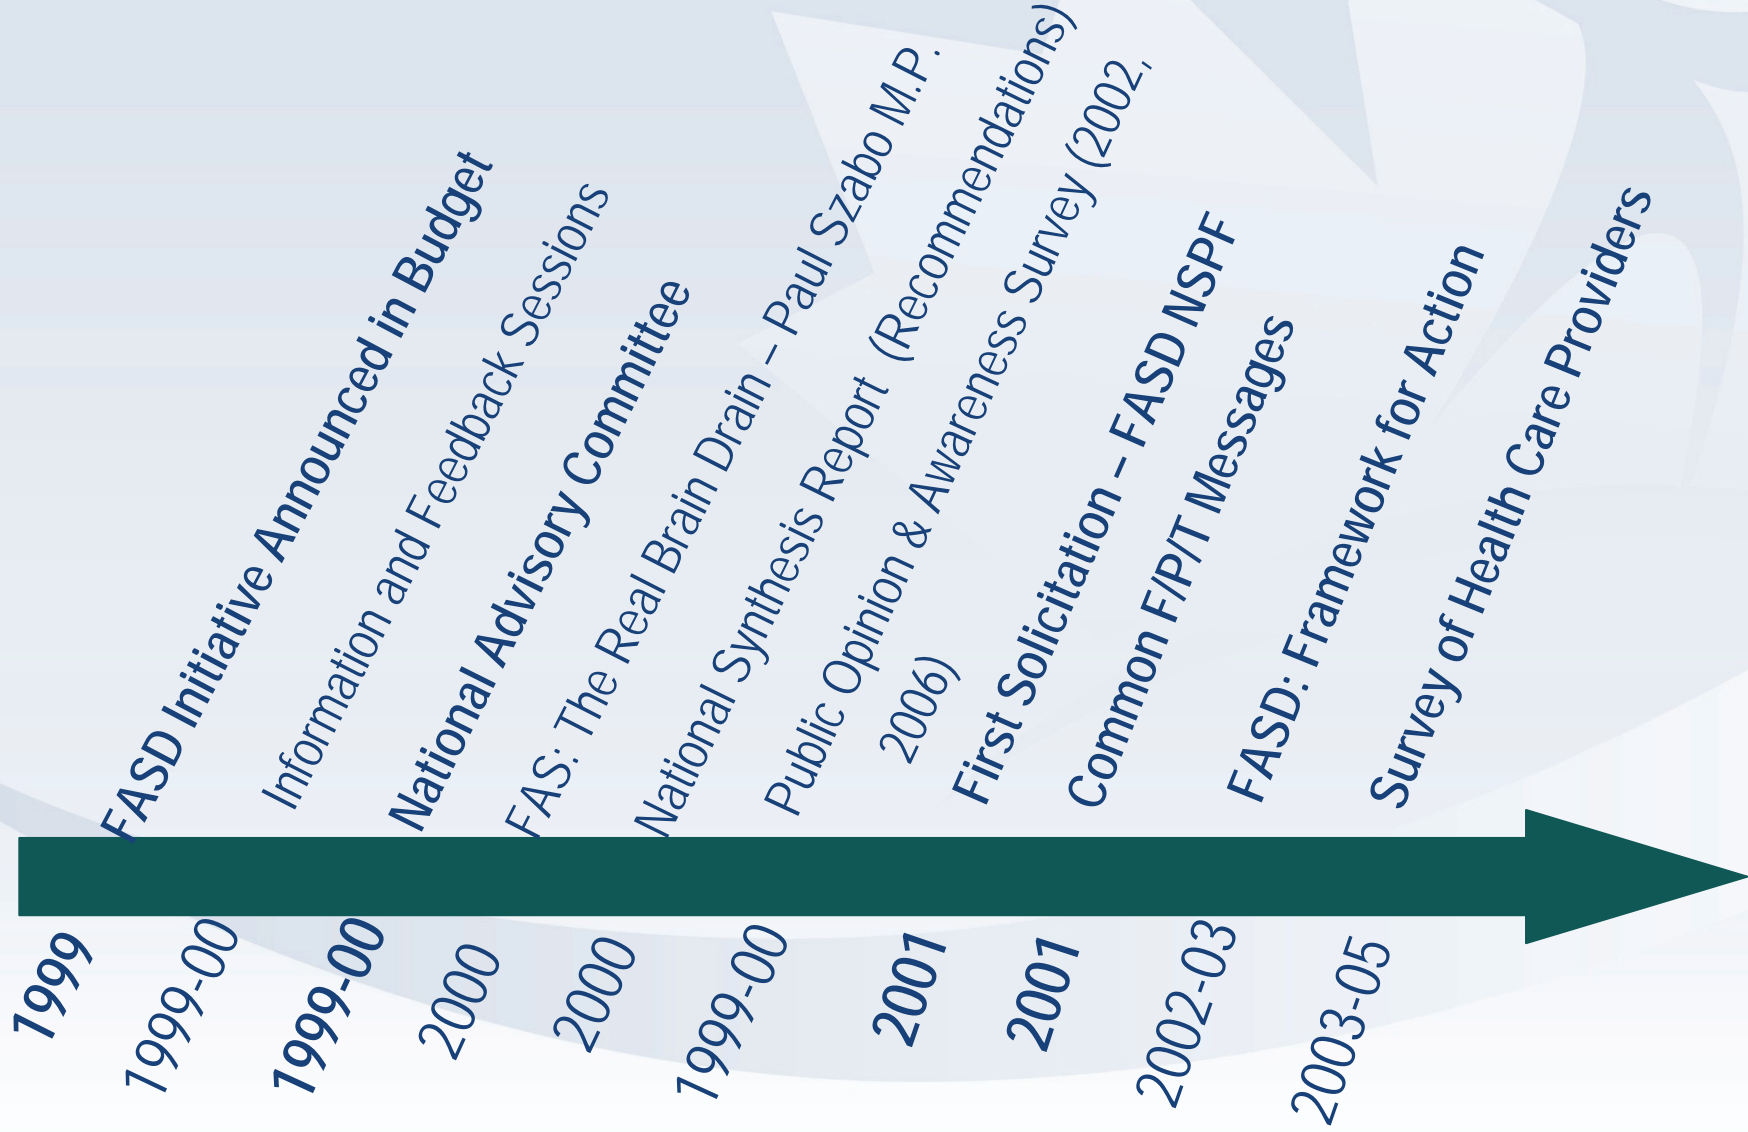 FASD Initiative Announced in Budget
Information and Feedback Sessions
National Advisory Committee
FAS: The Real Brain Drain – Paul Szabo M.P.
National Synthesis Report (Recommendations)
Public Opinion & Awareness Survey (2002,
2006)
First Solicitation – FASD NSPF
Common F/P/T Messages
FASD: Framework for Action
Survey of Health Care Providers
1999
1999-00
1999-00
2000
2000
1999-00
2001
2001
2002-03
2003-05